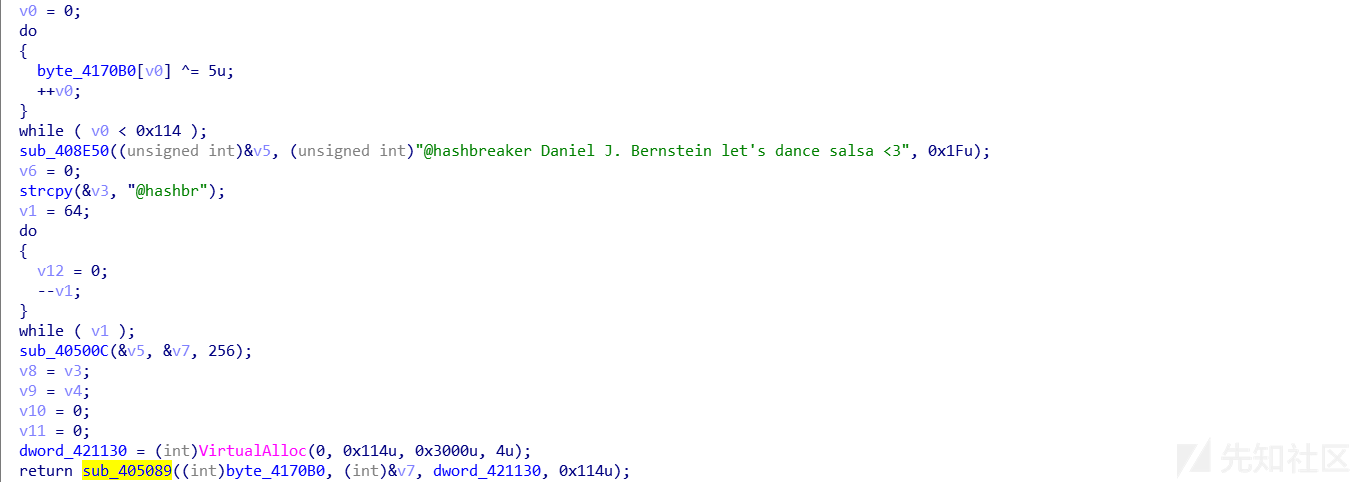 v0 = 0;
do
{
byte_4170B0[v0] ^= 5u;
++v0;
}
while ( v0 < 0x114 );
sub_408E50((unsigned int)&v5, (unsigned int)"@hashbreaker Daniel J. Bernstein let's dance salsa <3", 0x1Fu);
v6 = 0;
strcpy(&v3, "@hashbr");
v1 = 64;
do
{
v12 = 0;
--v1;
}
while ( v1 );
sub_40500C(&v5, &v7, 256);
v8 = v3;
v9 = v4;
v10 = 0;
v11 = 0;
dword_421130 = (int)VirtualAlloc(0, 0x114u, 0x3000u, 4u);
return sub_405089((int)byte_4170B0, (int)&v7, dword_421130, 0x114u);
先知社区